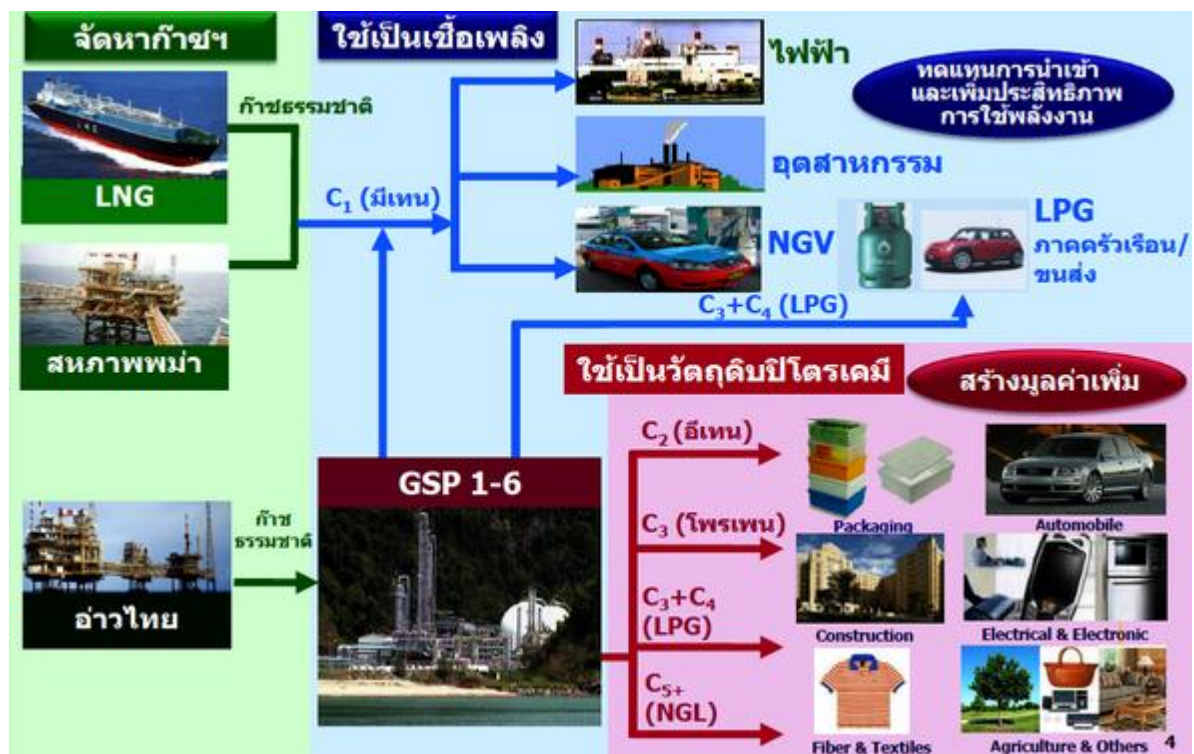 จัดหาก๊าซฯ
LNG
สหภาพพม่า
อ่าวไทย
ก๊าซธรรมชาติ
ก๊าซ
ธรรมชาติ
ใช้เป็นเชื้อเพลิง
C₁ (มีเทน)
ไฟฟ้า
อุตสาหกรรม
NGV
ทดแทนการนำเข้า
และเพิ่มประสิทธิภาพ
การใช้พลังงาน
LPG
ภาคครัวเรือน/
ขนส่ง
C₃+C₄ (LPG)
GSP 1-6
ใช้เป็นวัตถุดิบปิโตรเคมี
สร้างมูลค่าเพิ่ม
C₂ (อีเทน)
C₃ (โพรเพน)
C₃+C₄
(LPG)
C₅₊
(NGL)
Packaging
Automobile
Construction
Electrical & Electronic
Fiber & Textiles
Agriculture & Others
4